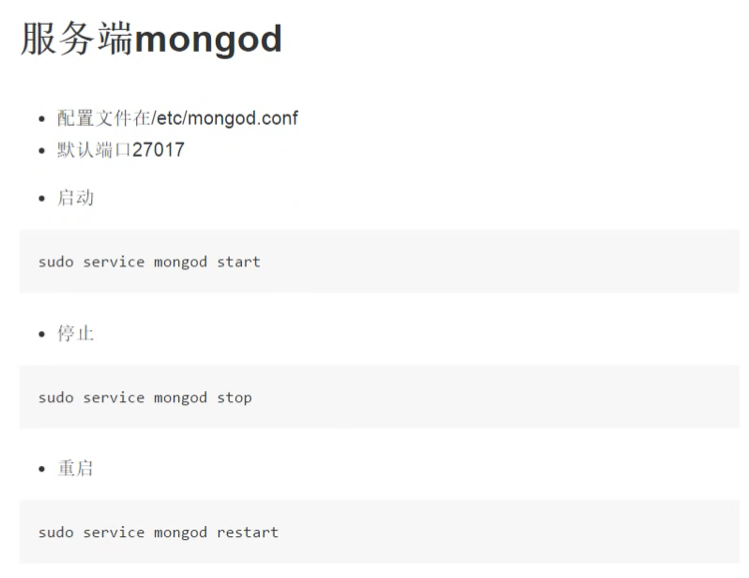 服务端mongod
配置文件在/etc/mongod.conf
默认端口27017
启动
sudo service mongod start
停止
sudo service mongod stop
重启
sudo service mongod restart